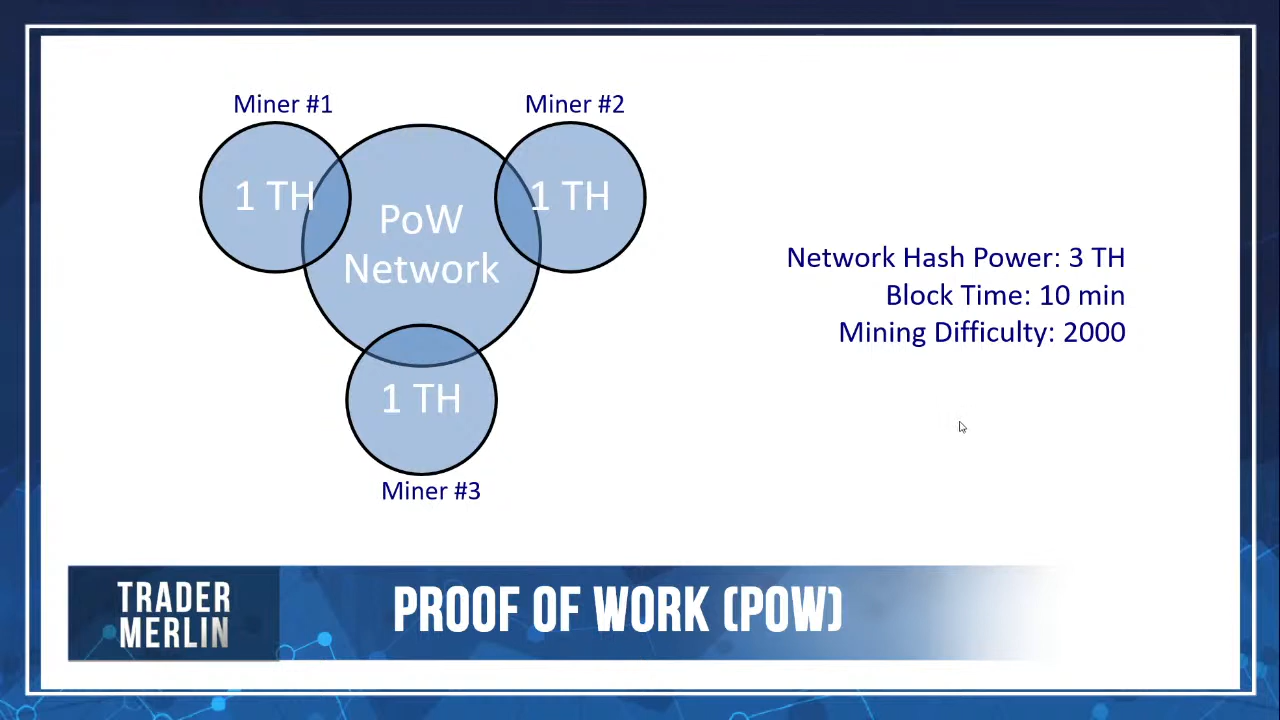 Miner #1
Miner #2
1 TH
1 TH
PoW
Network
1 TH
Miner #3
Network Hash Power: 3 TH
Block Time: 10 min
Mining Difficulty: 2000
TRADER
MERLIN
PROOF OF WORK (POW)